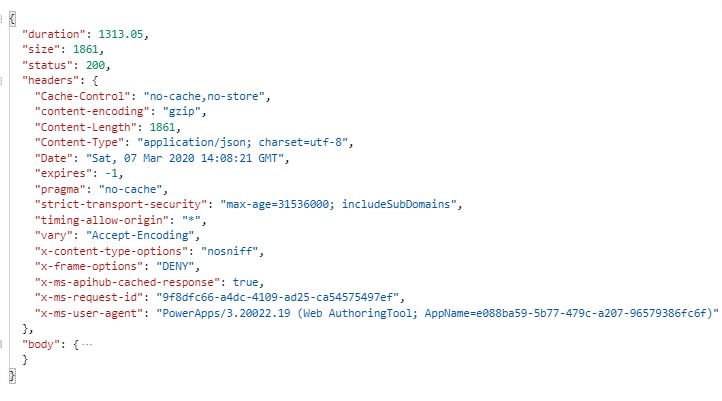 {
"duration": 1313.05,
"size": 1861,
"status": 200,
"headers": {
"Cache-Control": "no-cache,no-store",
"content-encoding": "gzip",
"Content-Length": 1861,
"Content-Type": "application/json; charset=utf-8",
"Date": "Sat, 07 Mar 2020 14:08:21 GMT",
"expires": -1,
"pragma": "no-cache",
"strict-transport-security": "max-age=31536000; includeSubDomains",
"timing-allow-origin": "*",
"vary": "Accept-Encoding",
"x-content-type-options": "nosniff",
"x-frame-options": "DENY",
"x-ms-apihub-cached-response": true,
"x-ms-request-id": "9f8dfc66-a4dc-4109-ad25-ca54575497ef",
"x-ms-user-agent": "PowerApps/3.20022.19 (Web AuthoringTool; AppName=e088ba59-5b77-479c-a207-96579386fc6f)"
},
"body": { ···
}
}